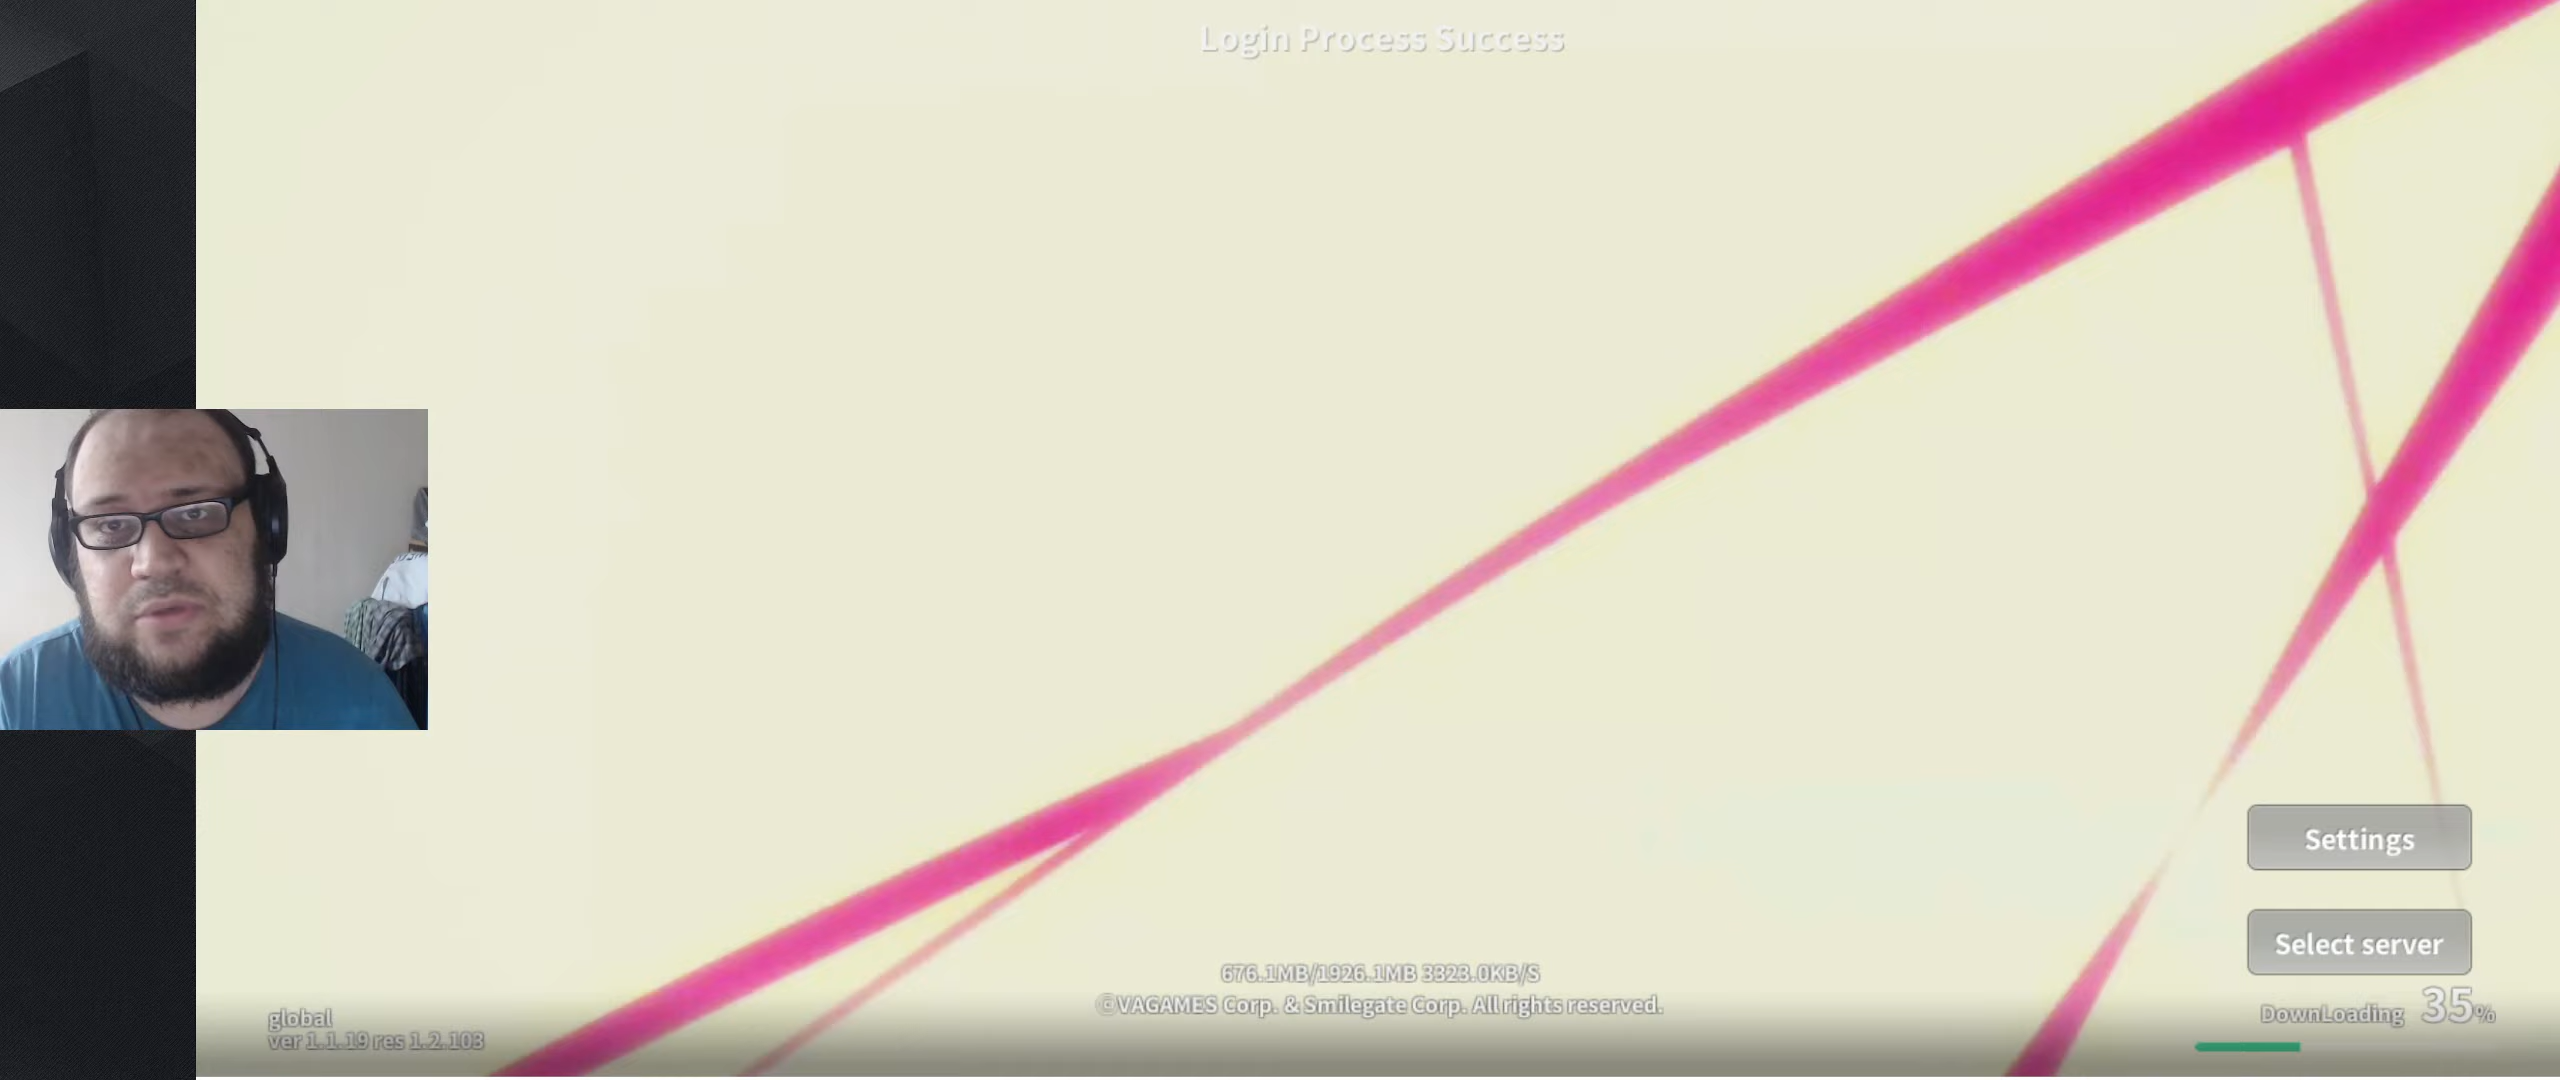 Login Process Success
Settings
Select server
676.1MB/1926.1MB 3323.0KB/S
©VAGAMES Corp. & Smilegate Corp. All rights reserved.
global
ver 1.1.19 res 1.2.103
DownLoading 35%